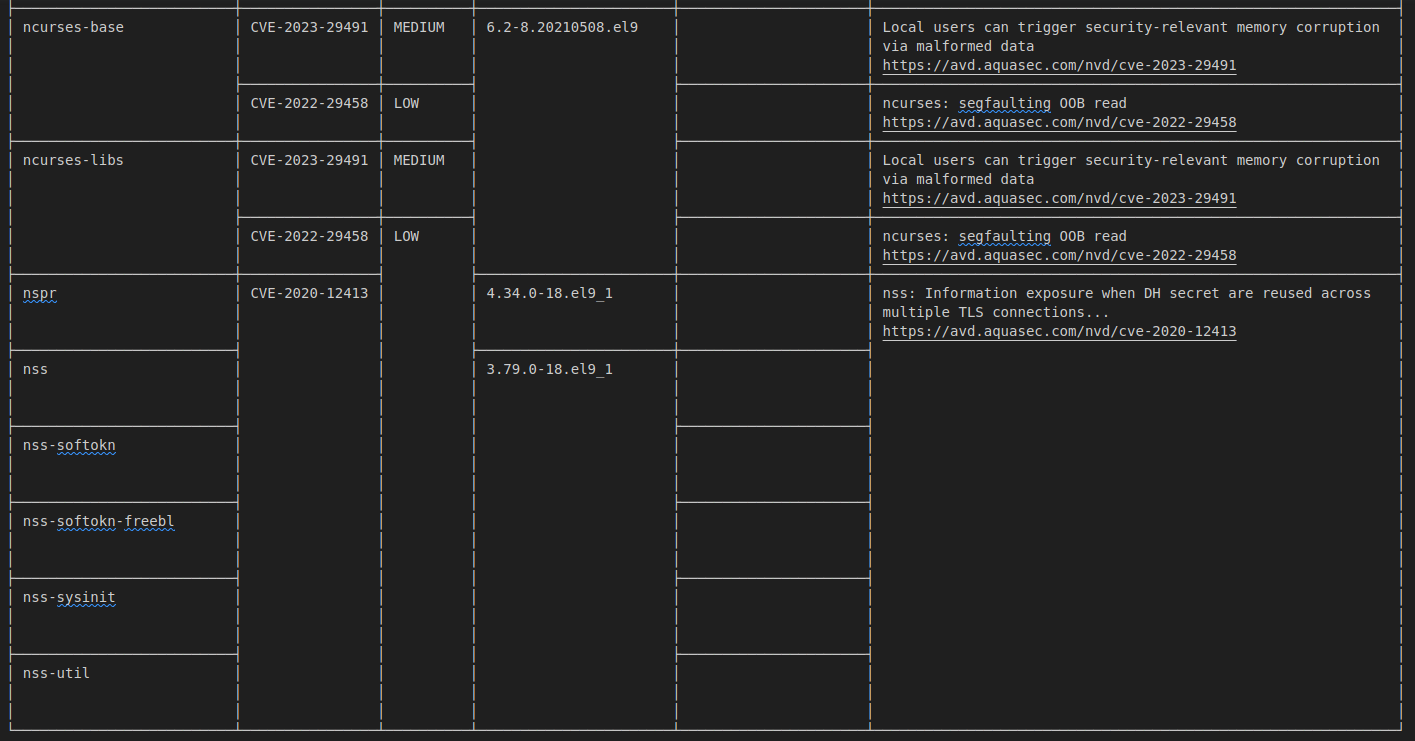 ncurses-base CVE-2023-29491 MEDIUM 6.2-8.20210508.el9 Local users can trigger security-relevant memory corruption
via malformed data
https://avd.aquasec.com/nvd/cve-2023-29491
CVE-2022-29458 LOW ncurses: segfaulting OOB read
https://avd.aquasec.com/nvd/cve-2022-29458
ncurses-libs CVE-2023-29491 MEDIUM Local users can trigger security-relevant memory corruption
via malformed data
https://avd.aquasec.com/nvd/cve-2023-29491
CVE-2022-29458 LOW ncurses: segfaulting OOB read
https://avd.aquasec.com/nvd/cve-2022-29458
nspr CVE-2020-12413 4.34.0-18.el9_1 nss: Information exposure when DH secret are reused across
multiple TLS connections...
https://avd.aquasec.com/nvd/cve-2020-12413
nss 3.79.0-18.el9_1
nss-softokn
nss-softokn-freebl
nss-sysinit
nss-util